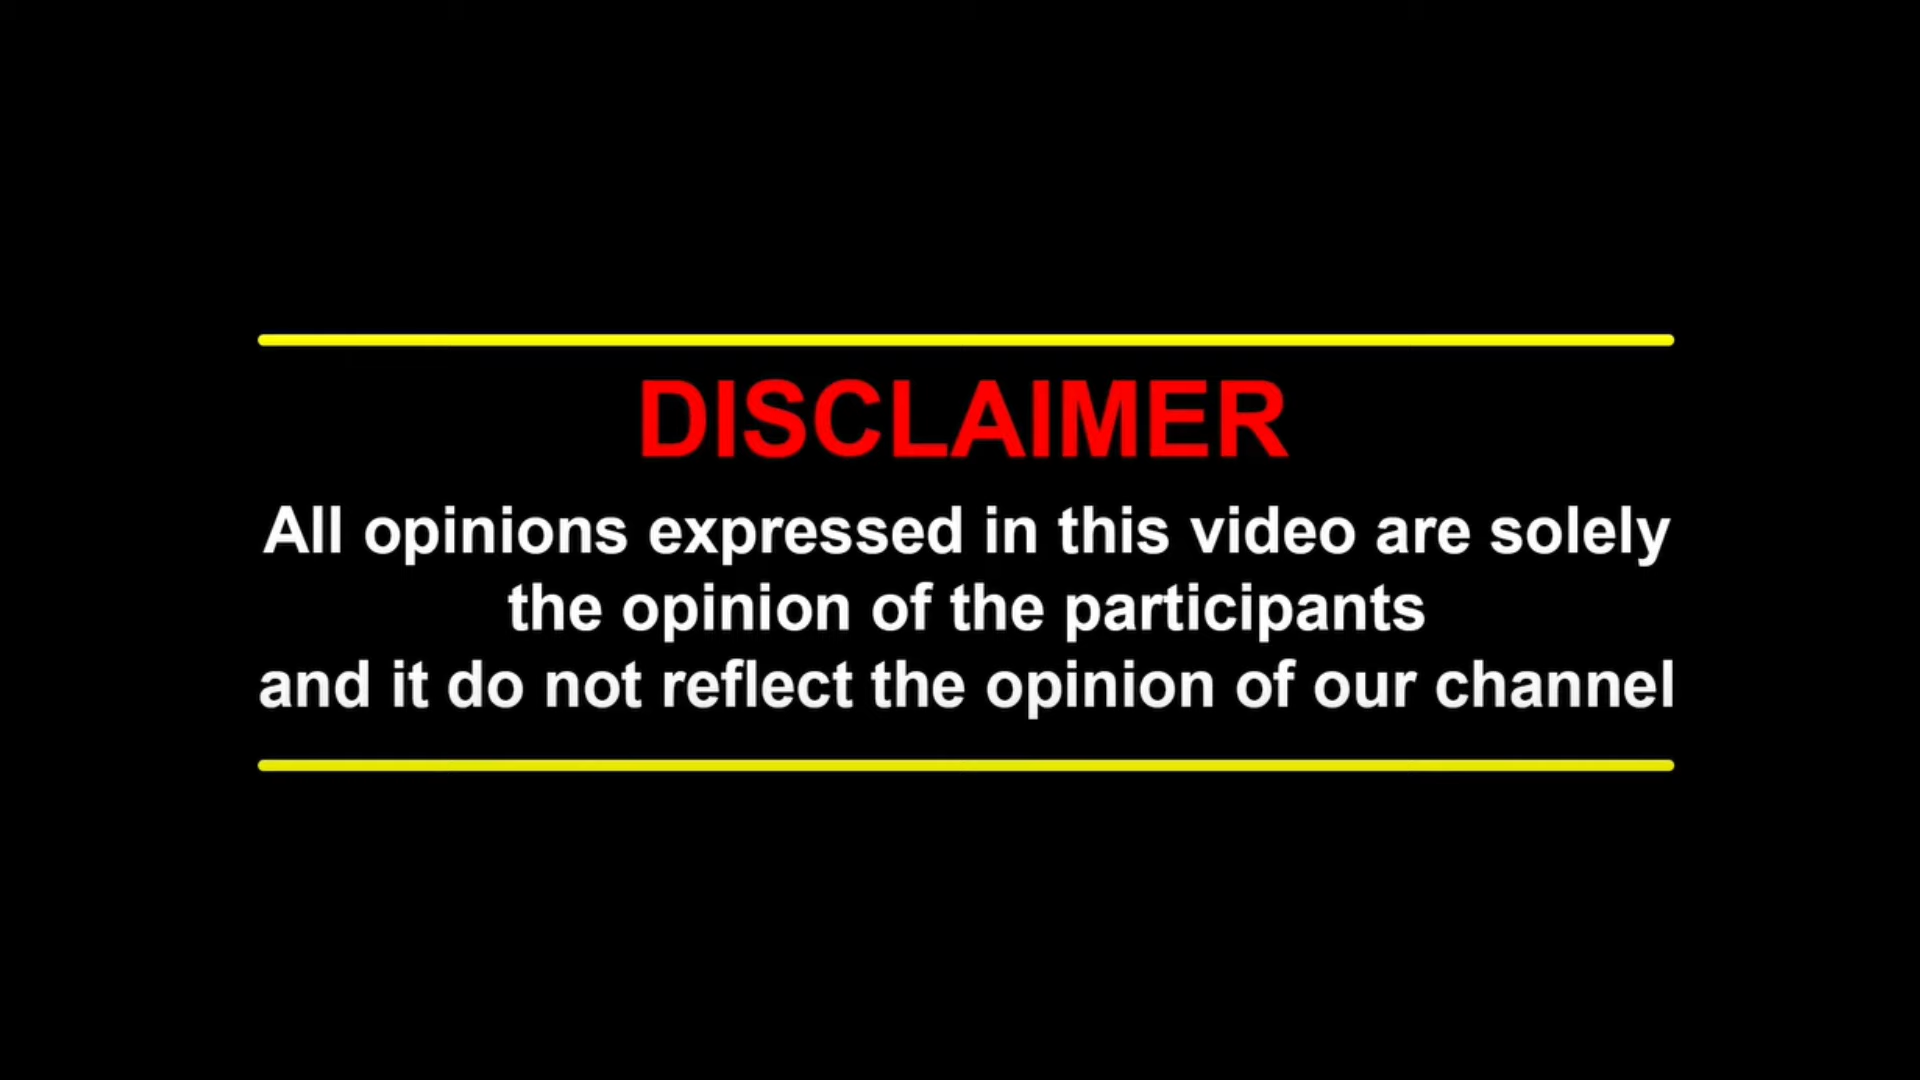 DISCLAIMER
All opinions expressed in this video are solely
the opinion of the participants
and it do not reflect the opinion of our channel